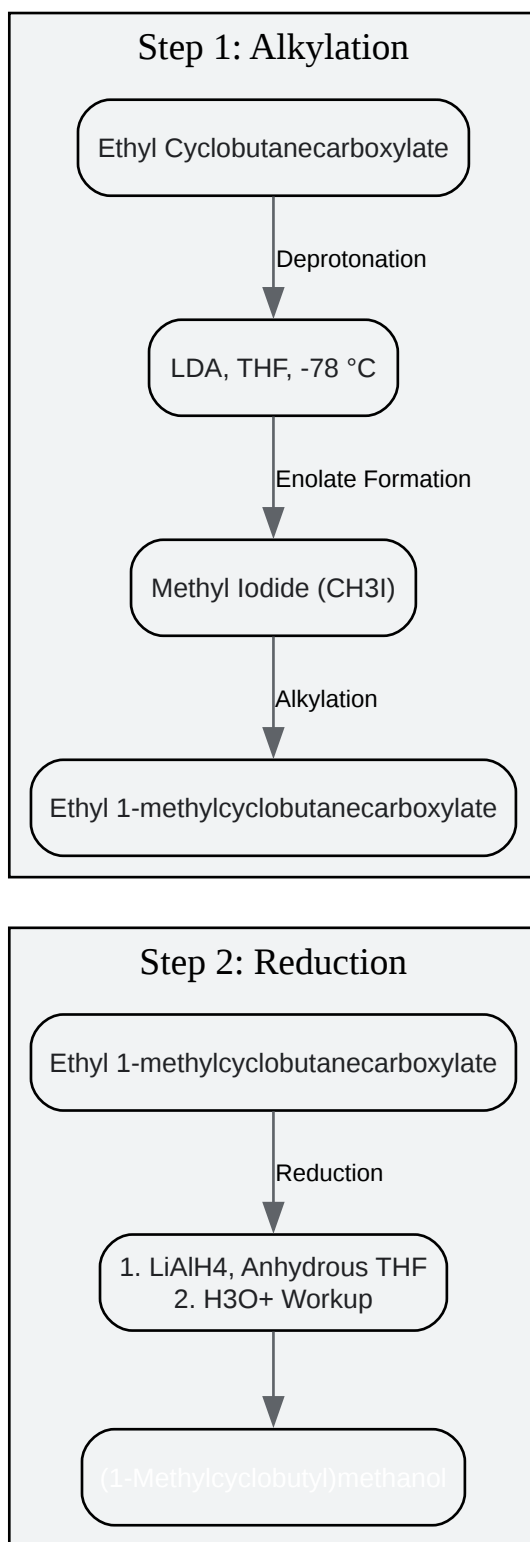 Step 1: Alkylation
Ethyl Cyclobutanecarboxylate
Deprotonation
LDA, THF, -78 °C
Enolate Formation
Methyl Iodide (CH3I)
Alkylation
Ethyl 1-methylcyclobutanecarboxylate
Step 2: Reduction
Ethyl 1-methylcyclobutanecarboxylate
Reduction
1. LiAlH4, Anhydrous THF
2. H3O+ Workup
(1-Methylcyclobutyl)methanol